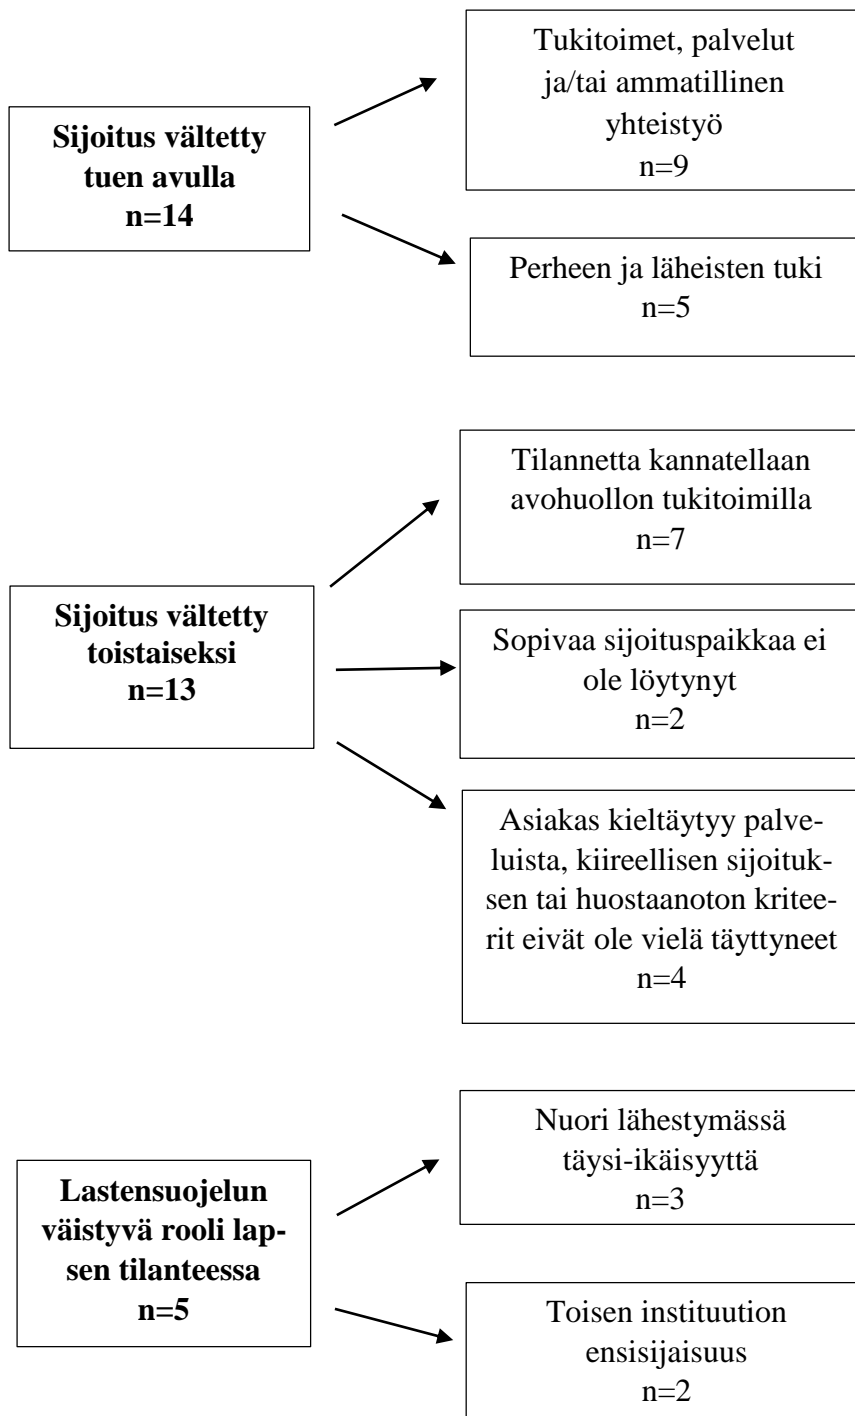 Sijoitus vältetty
tuen avulla
n=14
Tukitoimet, palvelut
ja/tai ammatillinen
yhteistyö
n=9
Perheen ja läheisten tuki
n=5
Sijoitus vältetty
toistaiseksi
n=13
Tilannetta kannatellaan
avohuollon tukitoimilla
n=7
Sopivaa sijoituspaikkaa ei
ole löytynyt
n=2
Asiakas kieltäytyy palve-
luista, kiireellisen sijoituk-
sen tai huostaanoton kritee-
rit eivät ole vielä täyttyneet
n=4
Lastensuojelun
väistyvä rooli lap-
sen tilanteessa
n=5
Nuori lähestymässä
täysi-ikäisyyttä
n=3
Toisen instituution
ensisijaisuus
n=2